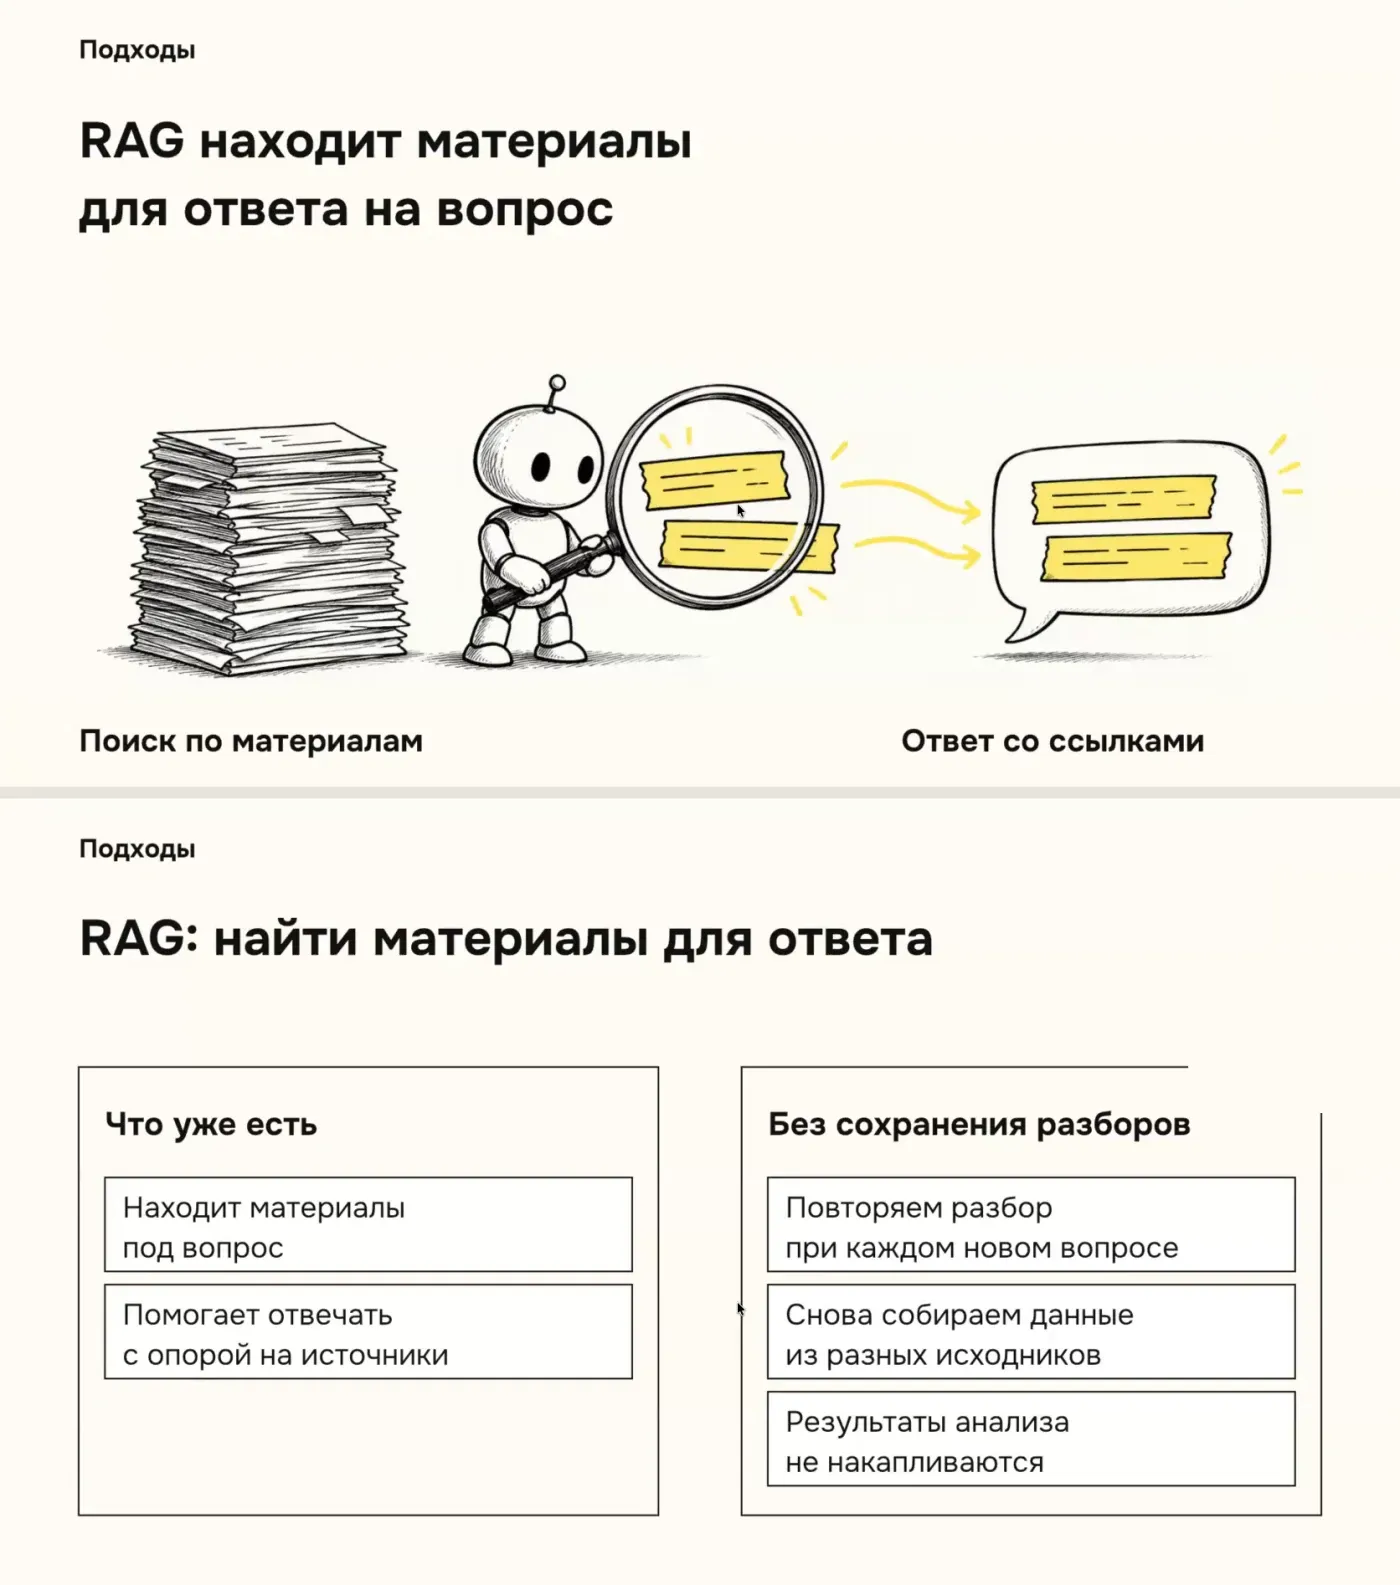 Подходы
RAG находит материалы
для ответа на вопрос
Поиск по материалам
Ответ со ссылками
Подходы
RAG: найти материалы для ответа
Что уже есть
Находит материалы
под вопрос
Помогает отвечать
с опорой на источники
Без сохранения разборов
Повторяем разбор
при каждом новом вопросе
Снова собираем данные
из разных исходников
Результаты анализа
не накапливаются